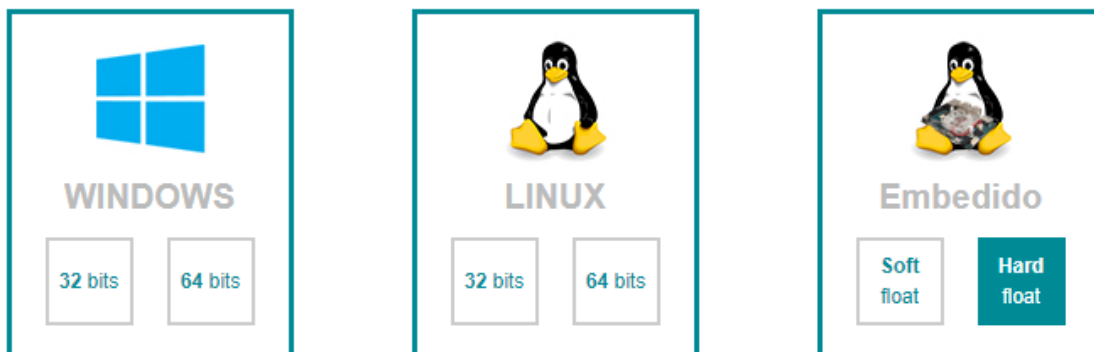 WINDOWS
32 bits
64 bits
LINUX
32 bits
64 bits
Embedido
Soft
float
Hard
float